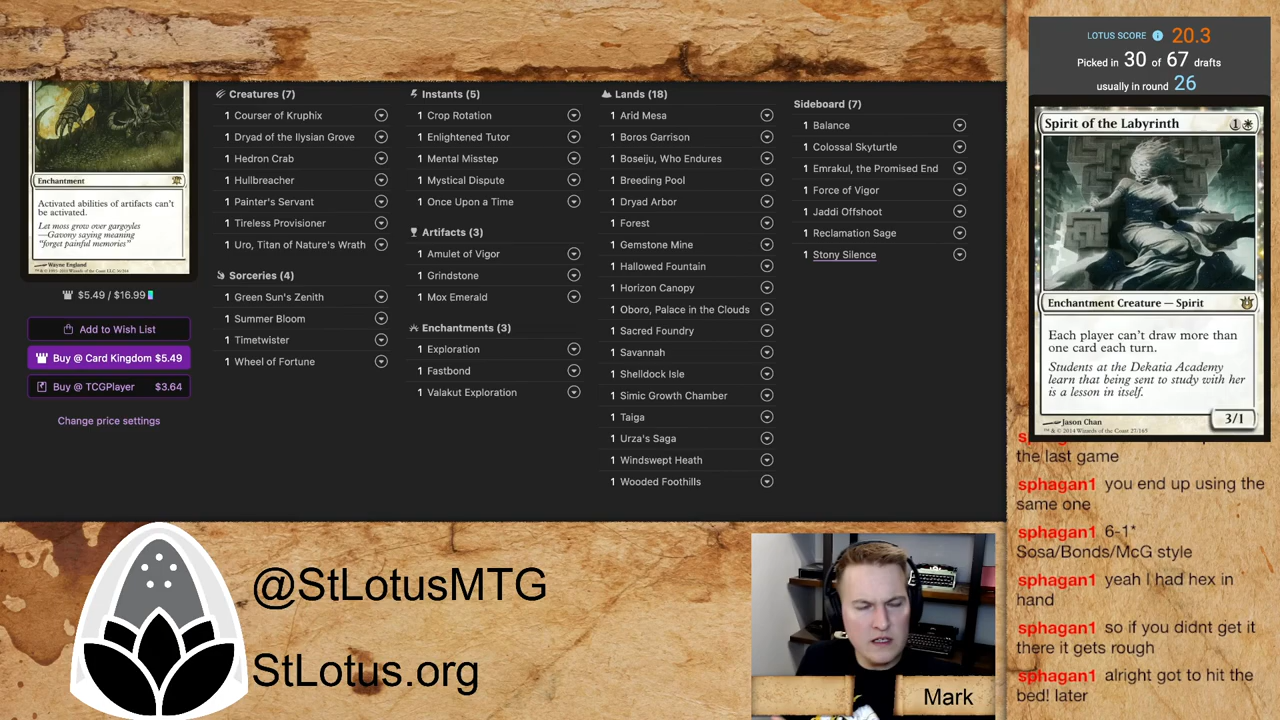 Enchantment
Activated abilities of artifacts can't
be activated.
Let moss grow over gargoyles
—Gavony saying meaning
"forget painful memories"
Wayne England
$5.49 / $16.99
Add to Wish List
Buy @ Card Kingdom $5.49
Buy @ TCGPlayer $3.64
Change price settings
Creatures (7)
1 Courser of Kruphix
1 Dryad of the Ilysian Grove
1 Hedron Crab
1 Hullbreacher
1 Painter's Servant
1 Tireless Provisioner
1 Uro, Titan of Nature's Wrath
Sorceries (4)
1 Green Sun's Zenith
1 Summer Bloom
1 Timetwister
1 Wheel of Fortune
Instants (5)
1 Crop Rotation
1 Enlightened Tutor
1 Mental Misstep
1 Mystical Dispute
1 Once Upon a Time
Artifacts (3)
1 Amulet of Vigor
1 Grindstone
1 Mox Emerald
Enchantments (3)
1 Exploration
1 Fastbond
1 Valakut Exploration
Lands (18)
1 Arid Mesa
1 Boros Garrison
1 Boseiju, Who Endures
1 Breeding Pool
1 Dryad Arbor
1 Forest
1 Gemstone Mine
1 Hallowed Fountain
1 Horizon Canopy
1 Oboro, Palace in the Clouds
1 Sacred Foundry
1 Savannah
1 Shelldock Isle
1 Simic Growth Chamber
1 Taiga
1 Urza's Saga
1 Windswept Heath
1 Wooded Foothills
Sideboard (7)
1 Balance
1 Colossal Skyturtle
1 Emrakul, the Promised End
1 Force of Vigor
1 Jaddi Offshoot
1 Reclamation Sage
1 Stony Silence
LOTUS SCORE 20.3
Picked in 30 of 67 drafts
usually in round 26
Spirit of the Labyrinth 1
Enchantment Creature — Spirit
Each player can't draw more than
one card each turn.
Students at the Dekatia Academy
learn that being sent to study with her
is a lesson in itself.
3/1
Jason Chan
™ & © 2014 Wizards of the Coast 27/165
the last game
sphagan1 you end up using the
same one
sphagan1 6-1*
Sosa/Bonds/McG style
sphagan1 yeah I had hex in
hand
sphagan1 so if you didnt get it
there it gets rough
sphagan1 alright got to hit the
bed! later
@StLotusMTG
StLotus.org
Mark